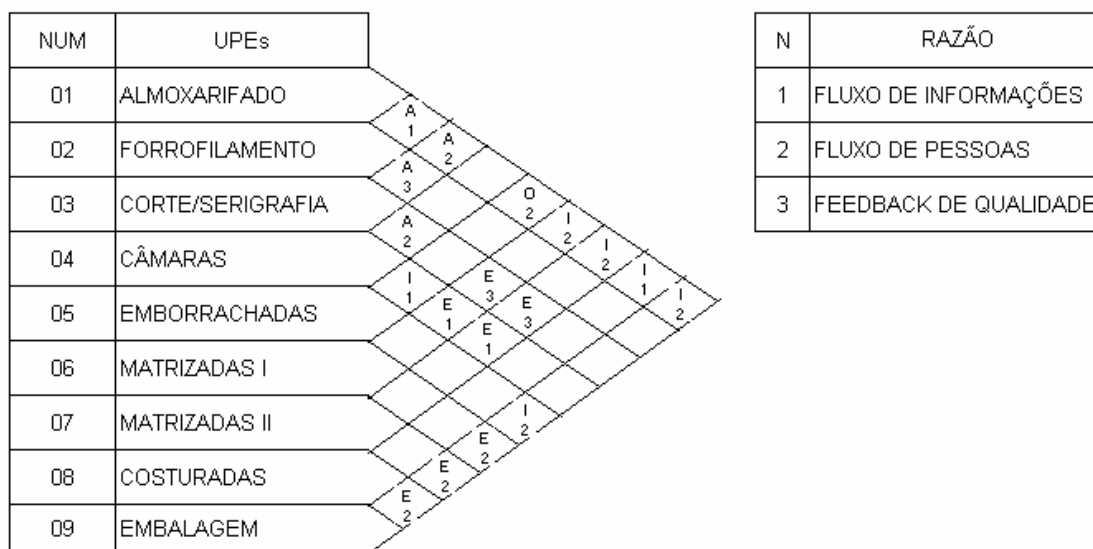 NUM UPEs
01 ALMOXARIFADO
02 FORROFILAMENTO
03 CORTE/SERIGRAFIA
04 CÂMARAS
05 EMBORRACHADAS
06 MATRIZADAS I
07 MATRIZADAS II
08 COSTURADAS
09 EMBALAGEM
A
1
A
2
A
3
O
2
I
2
A
2
I
2
I
1
I
2
I
1
E
3
E
1
E
3
E
1
I
2
E
2
E
2
E
2
N RAZÃO
1 FLUXO DE INFORMAÇÕES
2 FLUXO DE PESSOAS
3 FEEDBACK DE QUALIDADE